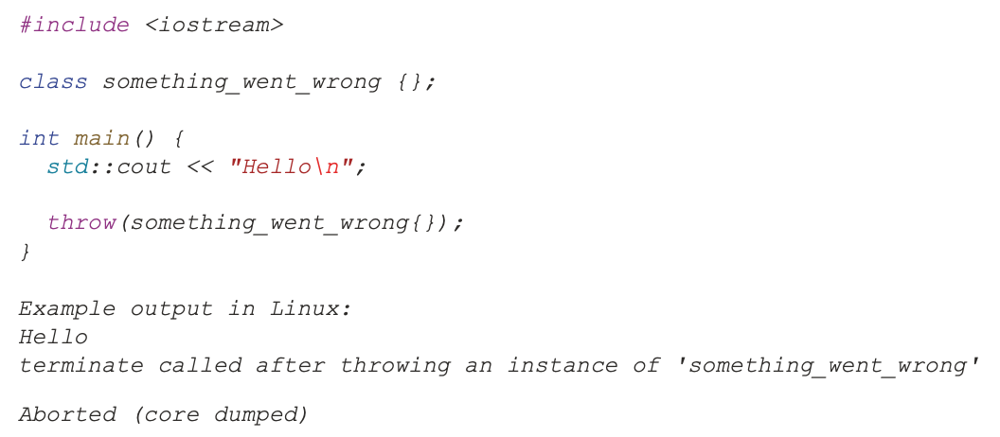 #include <iostream>
class something_went_wrong {};
int main() {
std::cout << "Hello\n";
throw(something_went_wrong{});
}
Example output in Linux:
Hello
terminate called after throwing an instance of 'something_went_wrong'
Aborted (core dumped)